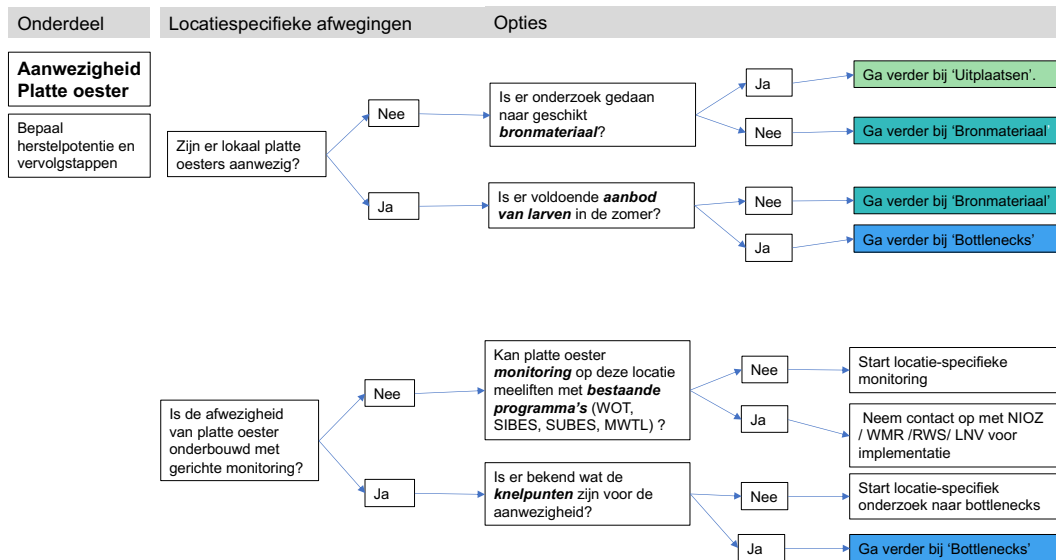 Onderdeel
Locatiespecifieke afwegingen
Opties
Aanwezigheid
Platte oester
Bepaal
herstelpotentie en
vervolgstappen
Zijn er lokaal platte
oesters aanwezig?
Nee
Is er onderzoek gedaan
naar geschikt
bronmateriaal?
Ja
Ga verder bij ‘Uitplaatsen’.
Nee
Ga verder bij ‘Bronmateriaal’
Ja
Is er voldoende aanbod
van larven in de zomer?
Nee
Ga verder bij ‘Bronmateriaal’
Ja
Ga verder bij ‘Bottlenecks’
Is de afwezigheid
van platte oester
onderbouwd met
gerichte monitoring?
Nee
Kan platte oester
monitoring op deze locatie
meeliften met bestaande
programma’s (WOT,
SIBES, SUBES, MWTL) ?
Nee
Start locatie-specifieke
monitoring
Ja
Neem contact op met NIOZ
/ WMR /RWS/ LNV voor
implementatie
Ja
Is er bekend wat de
knelpunten zijn voor de
aanwezigheid?
Nee
Start locatie-specifiek
onderzoek naar bottlenecks
Ja
Ga verder bij ‘Bottlenecks’